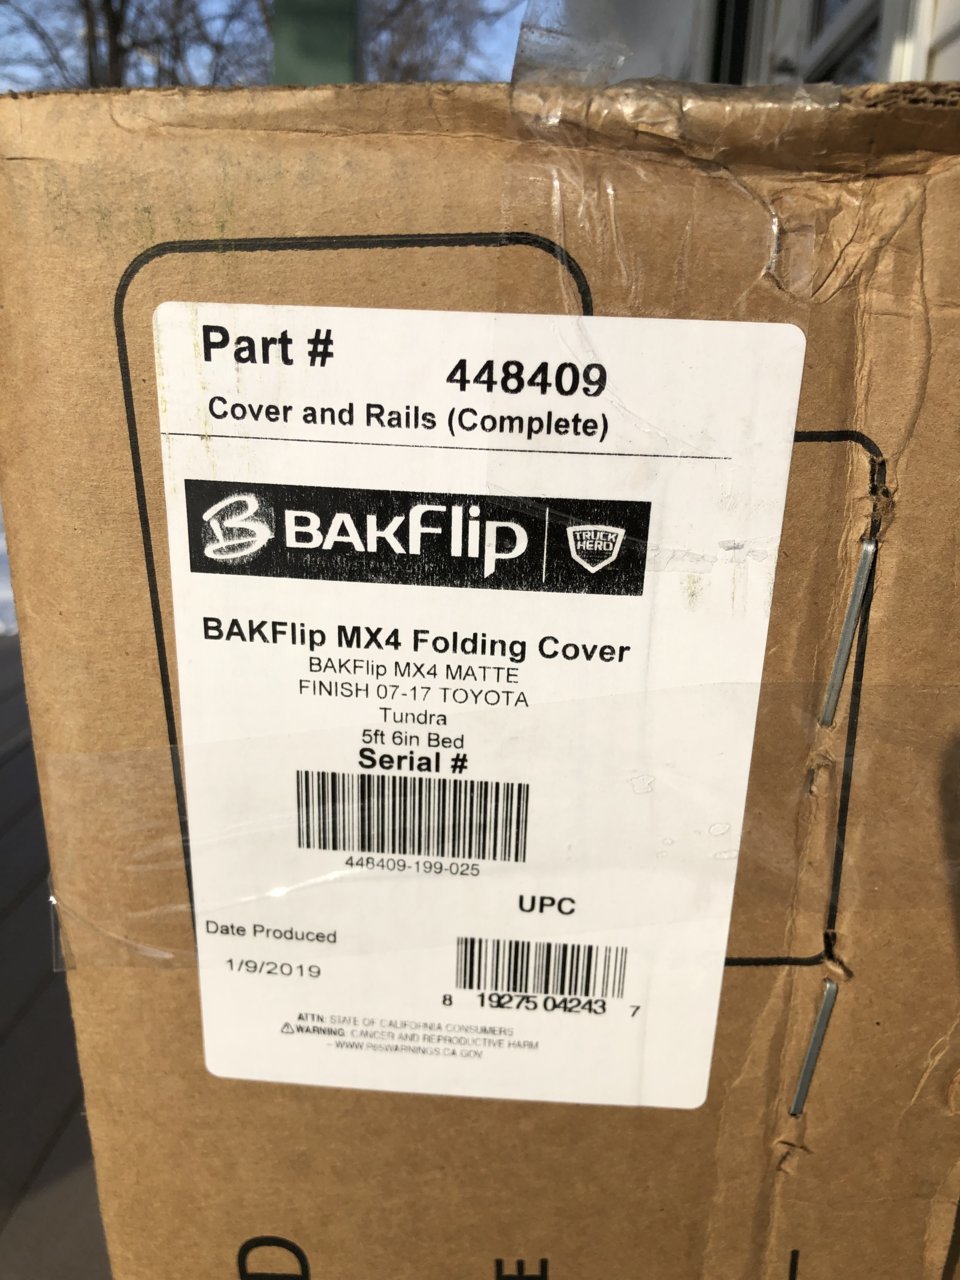 Part #
448409
Cover and Rails (Complete)
B BAKFlip TRUCK HERO
BAKFlip MX4 Folding Cover
BAKFlip MX4 MATTE
FINISH 07-17 TOYOTA
Tundra
5ft 6in Bed
Serial #
448409-199-025
UPC
Date Produced
1/9/2019
8 19275 04243 7
ATTN: STATE OF CALIFORNIA CONSUMERS
⚠WARNING: CANCER AND REPRODUCTIVE HARM
- WWW.P65WARNINGS.CA.GOV
D E